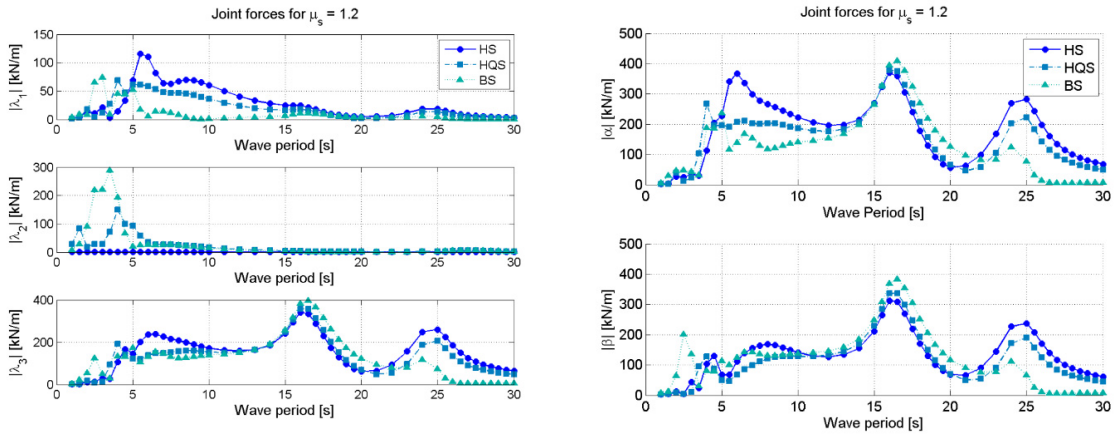 Joint forces for μs = 1.2
|λ1| [kN/m]
150
100
50
0
HS
HQS
BS
0 5 10 15 20 25 30
Wave period [s]
|λ2| [kN/m]
300
200
100
0
0 5 10 15 20 25 30
Wave period [s]
|λ3| [kN/m]
400
200
0
0 5 10 15 20 25 30
Wave period [s]
Joint forces for μs = 1.2
|α| [kN/m]
500
400
300
200
100
0
HS
HQS
BS
0 5 10 15 20 25 30
Wave Period [s]
|β| [kN/m]
500
400
300
200
100
0
0 5 10 15 20 25 30
Wave period [s]